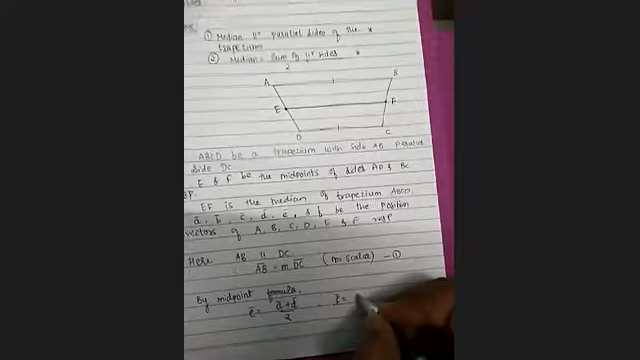 ① Median || parallel sides of the *
trapezium
② Median = Sum of || sides *
2
A B
E F
D C
ABCD be a trapezium with side AB parallel
side DC
E & F be the midpoints of sides AD & BC
EF is the median of trapezium ABCD
a̅, b̅, c̅, d̅, e̅, & f̅ be the position
vectors of A, B, C, D, E & F resp
Here AB || DC
∴ A̅B̅ = m D̅C̅ (m: scalar) - ①
By midpoint formula,
e̅ = a̅ + d̅ , f̅ =
2